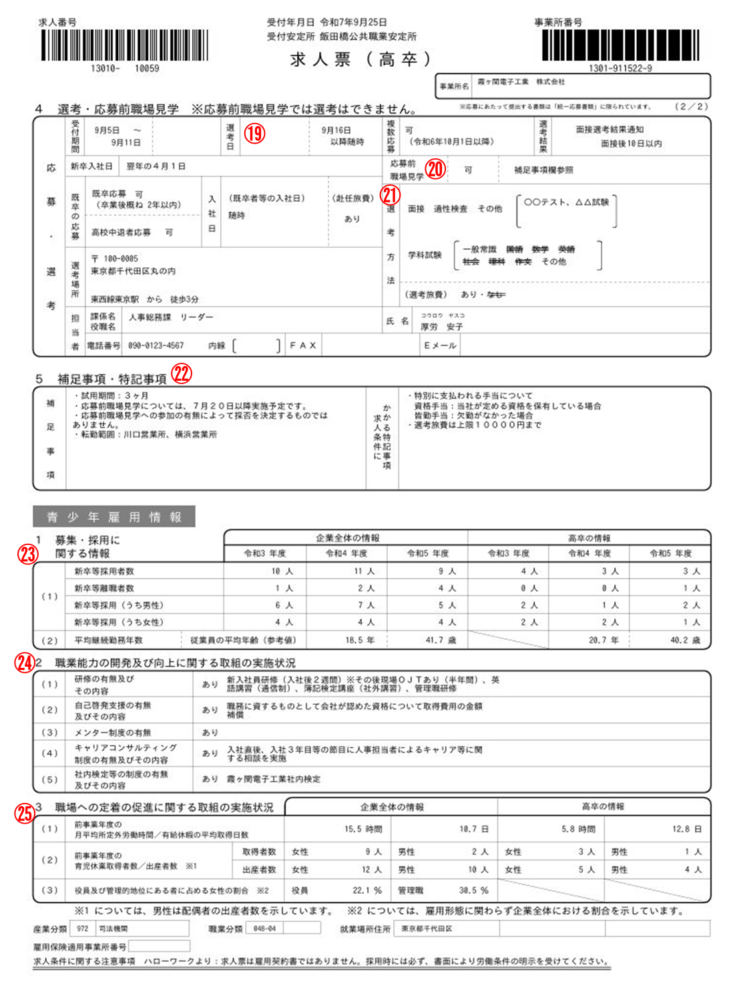 求人番号
13010-　10059
受付年月日 令和7年9月25日
受付安定所 飯田橋公共職業安定所
求人票（高卒）
事業所番号
1301-911522-9
事業所名　霞ヶ関電子工業　株式会社
4　選考・応募前職場見学　※応募前職場見学では選考はできません。
※応募にあたって提出する書類は「統一応募書類」に限られています。　（2／2）
応募・選考
受付期間　9月5日　～
9月11日
選考日　⑲　9月16日
以降随時
複数応募　可
（令和6年10月1日以降）
選考結果　面接選考結果通知
面接後10日以内
新卒入社日　翌年の4月1日
応募前
職場見学　⑳　可　補足事項欄参照
既卒の応募　既卒応募　可
（卒業後概ね 2年以内）
高校中退者応募　可
入社日　（既卒者等の入社日）
随時
（赴任旅費）
あり
㉑
選考方法　面接　適性検査　その他　〔〇〇テスト、△△試験〕
学科試験　〔一般常識　国語　数学　英語
社会　理科　作文　その他〕
（選考旅費）　あり・なし
選考場所　〒 100-0005
東京都千代田区丸の内
東西線東京駅　から　徒歩3分
担当者　課係名
役職名　人事総務課　リーダー
氏名　コウロウ　ヤスコ
厚労　安子
電話番号　090-0123-4567　内線　〔　〕　ＦＡＸ　Ｅメール
5　補足事項・特記事項　㉒
補足事項
・試用期間：３ヶ月
・応募前職場見学については、７月２０日以降実施予定です。
・応募前職場見学への参加の有無によって採否を決定するものでは
ありません。
・転勤範囲：川口営業所、横浜営業所
求人条件にかかる特記事項
・特別に支払われる手当について
資格手当：当社が定める資格を保有している場合
皆勤手当：欠勤がなかった場合
・選考旅費は上限１００００円まで
青少年雇用情報
㉓
1　募集・採用に
関する情報
企業全体の情報　高卒の情報
令和3 年度　令和4 年度　令和5 年度　令和3 年度　令和4 年度　令和5 年度
（1）
新卒等採用者数　10 人　11 人　9 人　4 人　3 人　3 人
新卒等離職者数　1 人　2 人　4 人　0 人　0 人　1 人
新卒等採用（うち男性）　6 人　7 人　5 人　2 人　1 人　2 人
新卒等採用（うち女性）　4 人　4 人　4 人　2 人　2 人　1 人
（2）　平均継続勤務年数　従業員の平均年齢（参考値）　18.5 年　41.7 歳　20.7 年　40.2 歳
㉔
2　職業能力の開発及び向上に関する取組の実施状況
（1）　研修の有無及び
その内容　あり　新入社員研修（入社後２週間）※その後現場ＯＪＴあり（半年間）、英
語講習（通信制）、簿記検定講座（社外講習）、管理職研修
（2）　自己啓発支援の有無
及びその内容　あり　職務に資するものとして会社が認めた資格について取得費用の金額
補償
（3）　メンター制度の有無　あり
（4）　キャリアコンサルティング
制度の有無及びその内容　あり　入社直後、入社３年目等の節目に人事担当者によるキャリア等に関
する相談を実施
（5）　社内検定等の制度の有無
及びその内容　あり　霞ヶ関電子工業社内検定
㉕
3　職場への定着の促進に関する取組の実施状況　企業全体の情報　高卒の情報
（1）　前事業年度の
月平均所定外労働時間／有給休暇の平均取得日数　15.5 時間　10.7 日　5.8 時間　12.8 日
（2）　前事業年度の
育児休業取得者数／出産者数　※1
取得者数　女性　9 人　男性　2 人　女性　3 人　男性　1 人
出産者数　女性　12 人　男性　10 人　女性　5 人　男性　4 人
（3）　役員及び管理的地位にある者に占める女性の割合　※2　役員　22.1 ％　管理職　30.5 ％
※1 については、男性は配偶者の出産者数を示しています。　※2 については、雇用形態に関わらず企業全体における割合を示しています。
産業分類　972　司法機関　職業分類　048-04　就業場所住所　東京都千代田区
雇用保険適用事業所番号
求人条件に関する注意事項　ハローワークより：求人票は雇用契約書ではありません。採用時には必ず、書面により労働条件の明示を受けてください。